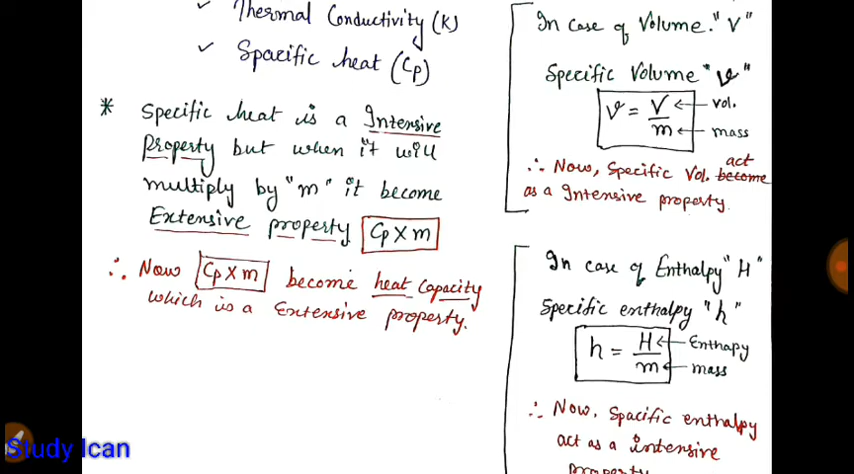 ✓ Thermal Conductivity (K)
✓ Spacific heat (Cp)
* Specific heat is a Intensive
Property but when it will
multiply by "m" it become
Extensive property Cp X m
∴ Now Cp X m become heat capacity
which is a Extensive property.
In case of Volume. "V"
Specific Volume "v"
v = V/m ← vol.
← mass
∴ Now, Specific Vol. become act
as a Intensive property.
In case of Enthalpy "H"
Specific enthalpy "h"
h = H/m ← Enthapy
← mass
∴ Now, Spacific enthalpy
act as a intensive
property
Study Ican